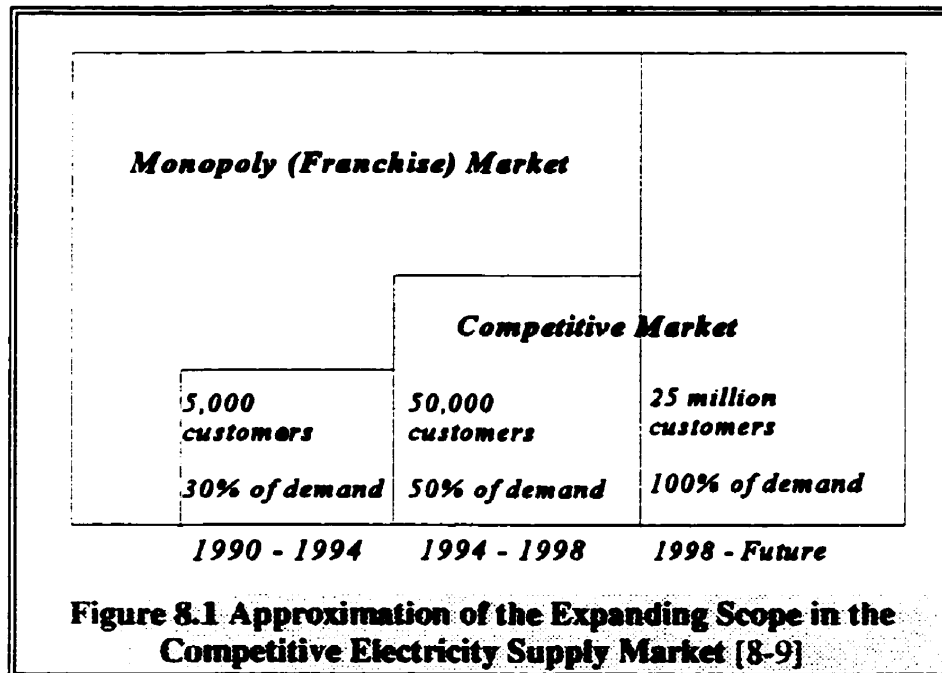 Monopoly (Franchise) Market
Competitive Market
5,000
customers
30% of demand
50,000
customers
50% of demand
25 million
customers
100% of demand
1990 - 1994
1994 - 1998
1998 - Future
Figure 8.1 Approximation of the Expanding Scope in the
Competitive Electricity Supply Market [8-9]